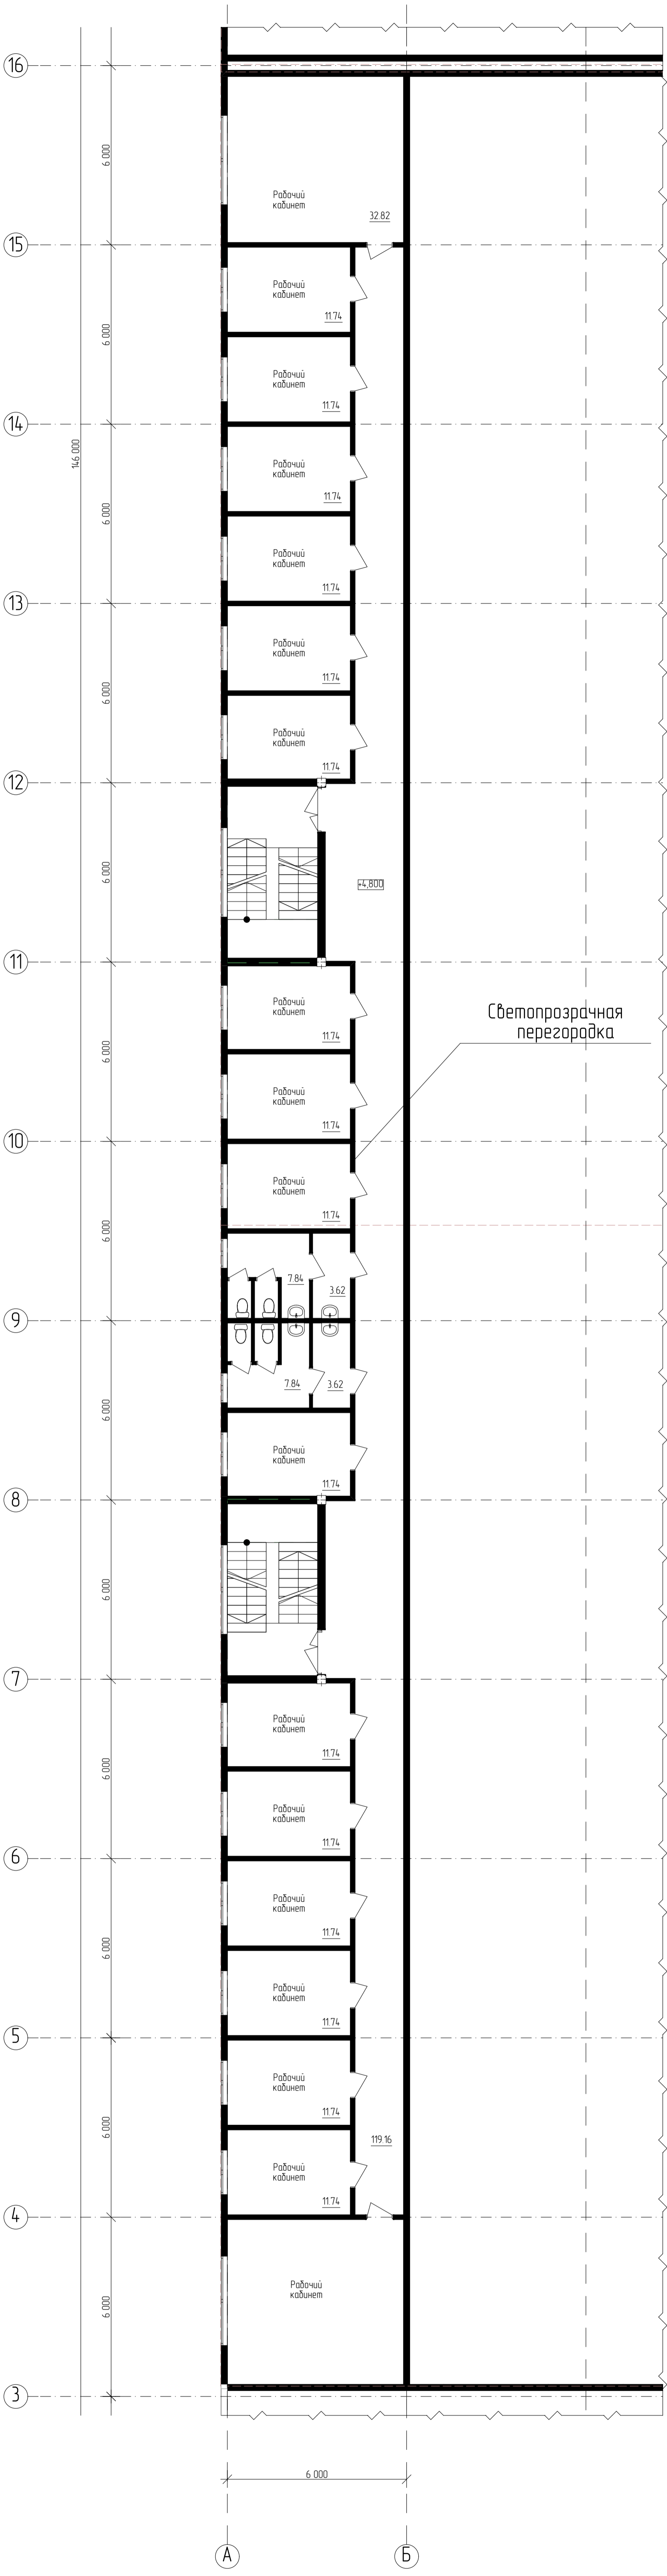 16
6 000
Рабочий
кабинет
32.82
15
Рабочий
кабинет
11.74
6 000
Рабочий
кабинет
11.74
14
146 000
Рабочий
кабинет
11.74
6 000
Рабочий
кабинет
11.74
13
Рабочий
кабинет
11.74
6 000
Рабочий
кабинет
11.74
12
6 000
+4,800
11
Рабочий
кабинет
11.74
Светопрозрачная
перегородка
6 000
Рабочий
кабинет
11.74
10
Рабочий
кабинет
11.74
6 000
7.84
3.62
9
7.84
3.62
6 000
Рабочий
кабинет
11.74
8
6 000
7
Рабочий
кабинет
11.74
6 000
Рабочий
кабинет
11.74
6
Рабочий
кабинет
11.74
6 000
Рабочий
кабинет
11.74
5
Рабочий
кабинет
11.74
6 000
119.16
Рабочий
кабинет
11.74
4
Рабочий
кабинет
6 000
3
6 000
А
Б